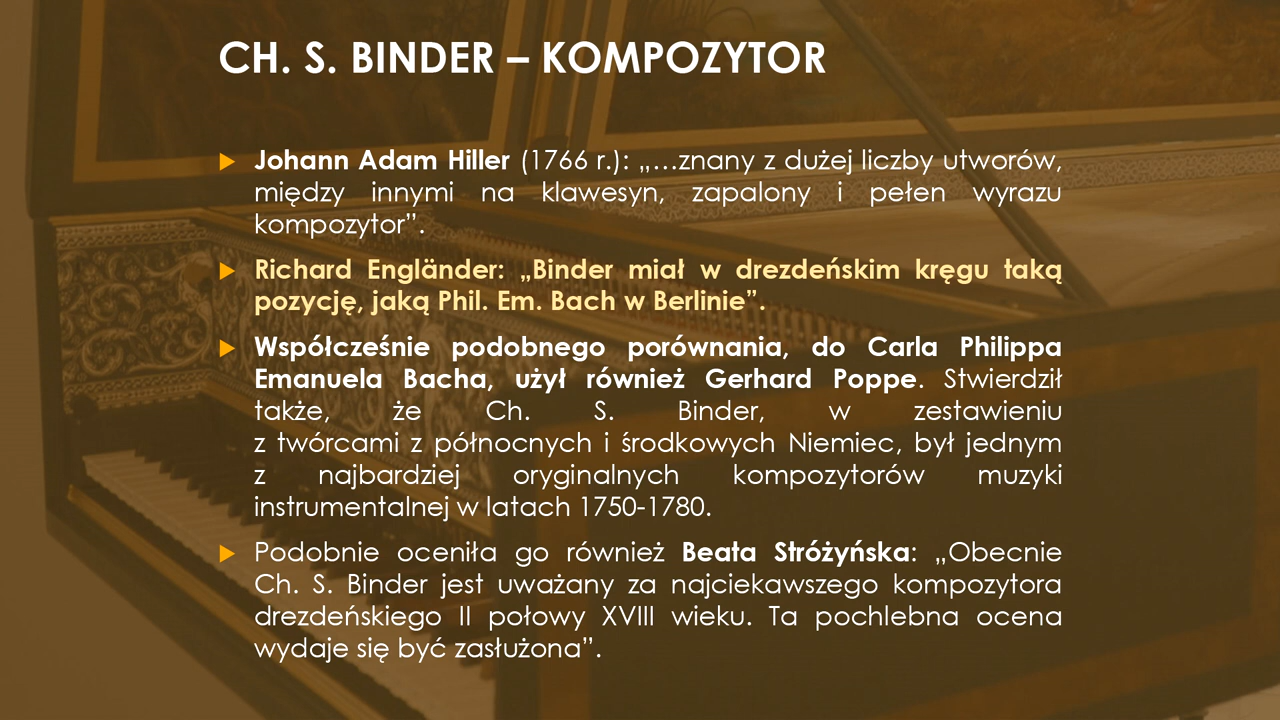 CH. S. BINDER – KOMPOZYTOR
Johann Adam Hiller (1766 r.): „…znany z dużej liczby utworów,
między innymi na klawesyn, zapalony i pełen wyrazu
kompozytor”.
Richard Engländer: „Binder miał w drezdeńskim kręgu taką
pozycję, jaką Phil. Em. Bach w Berlinie”.
Współcześnie podobnego porównania, do Carla Philippa
Emanuela Bacha, użył również Gerhard Poppe. Stwierdził
także, że Ch. S. Binder, w zestawieniu
z twórcami z północnych i środkowych Niemiec, był jednym
z najbardziej oryginalnych kompozytorów muzyki
instrumentalnej w latach 1750-1780.
Podobnie oceniła go również Beata Stróżyńska: „Obecnie
Ch. S. Binder jest uważany za najciekawszego kompozytora
drezdeńskiego II połowy XVIII wieku. Ta pochlebna ocena
wydaje się być zasłużona”.